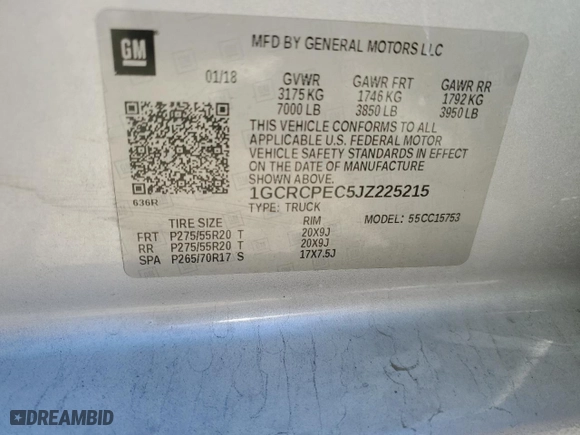 GM
MFD BY GENERAL MOTORS LLC
01/18 GVWR GAWR FRT GAWR RR
3175 KG 1746 KG 1792 KG
7000 LB 3850 LB 3950 LB
THIS VEHICLE CONFORMS TO ALL
APPLICABLE U.S. FEDERAL MOTOR
VEHICLE SAFETY STANDARDS IN EFFECT
ON THE DATE OF MANUFACTURE
SHOWN ABOVE.
636R
1GCRCPEC5JZ225215
TYPE: TRUCK MODEL: 55CC15753
TIRE SIZE RIM
FRT P275/55R20 T 20X9J
RR P275/55R20 T 20X9J
SPA P265/70R17 S 17X7.5J
DREAMBID